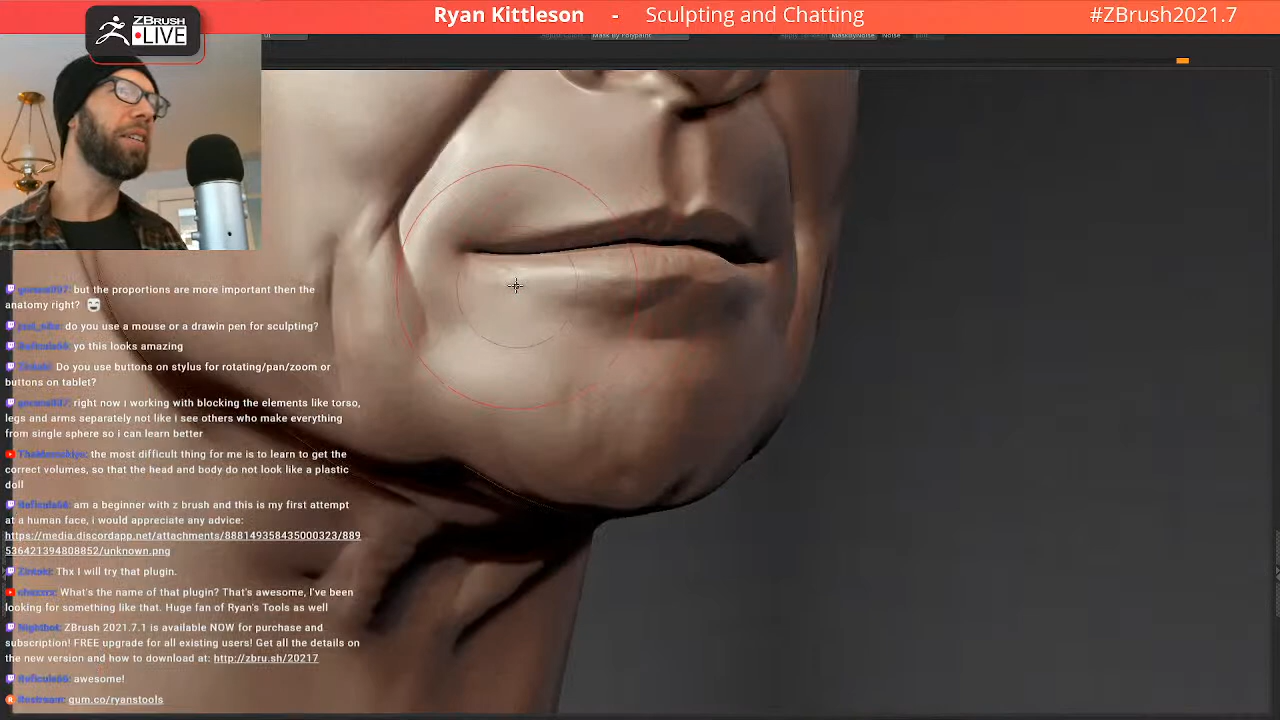 Ryan Kittleson - Sculpting and Chatting
#ZBrush2021.7
ZBRUSH
LIVE
Mask By Polypaint
MaskByNoise
Noise
but the proportions are more important then the
anatomy right?
do you use a mouse or a drawin pen for sculpting?
yo this looks amazing
Do you use buttons on stylus for rotating/pan/zoom or
buttons on tablet?
right now i working with blocking the elements like torso,
legs and arms separately not like i see others who make everything
from single sphere so i can learn better
the most difficult thing for me is to learn to get the
correct volumes, so that the head and body do not look like a plastic
doll
am a beginner with z brush and this is my first attempt
at a human face, i would appreciate any advice:
https://media.discordapp.net/attachments/888149358435000323/889
536421394808852/unknown.png
Thx I will try that plugin.
What's the name of that plugin? That's awesome, I've been
looking for something like that. Huge fan of Ryan's Tools as well
Nightbot: ZBrush 2021.7.1 is available NOW for purchase and
subscription! FREE upgrade for all existing users! Get all the details on
the new version and how to download at: http://zbru.sh/20217
awesome!
Restream: gum.co/ryanstools